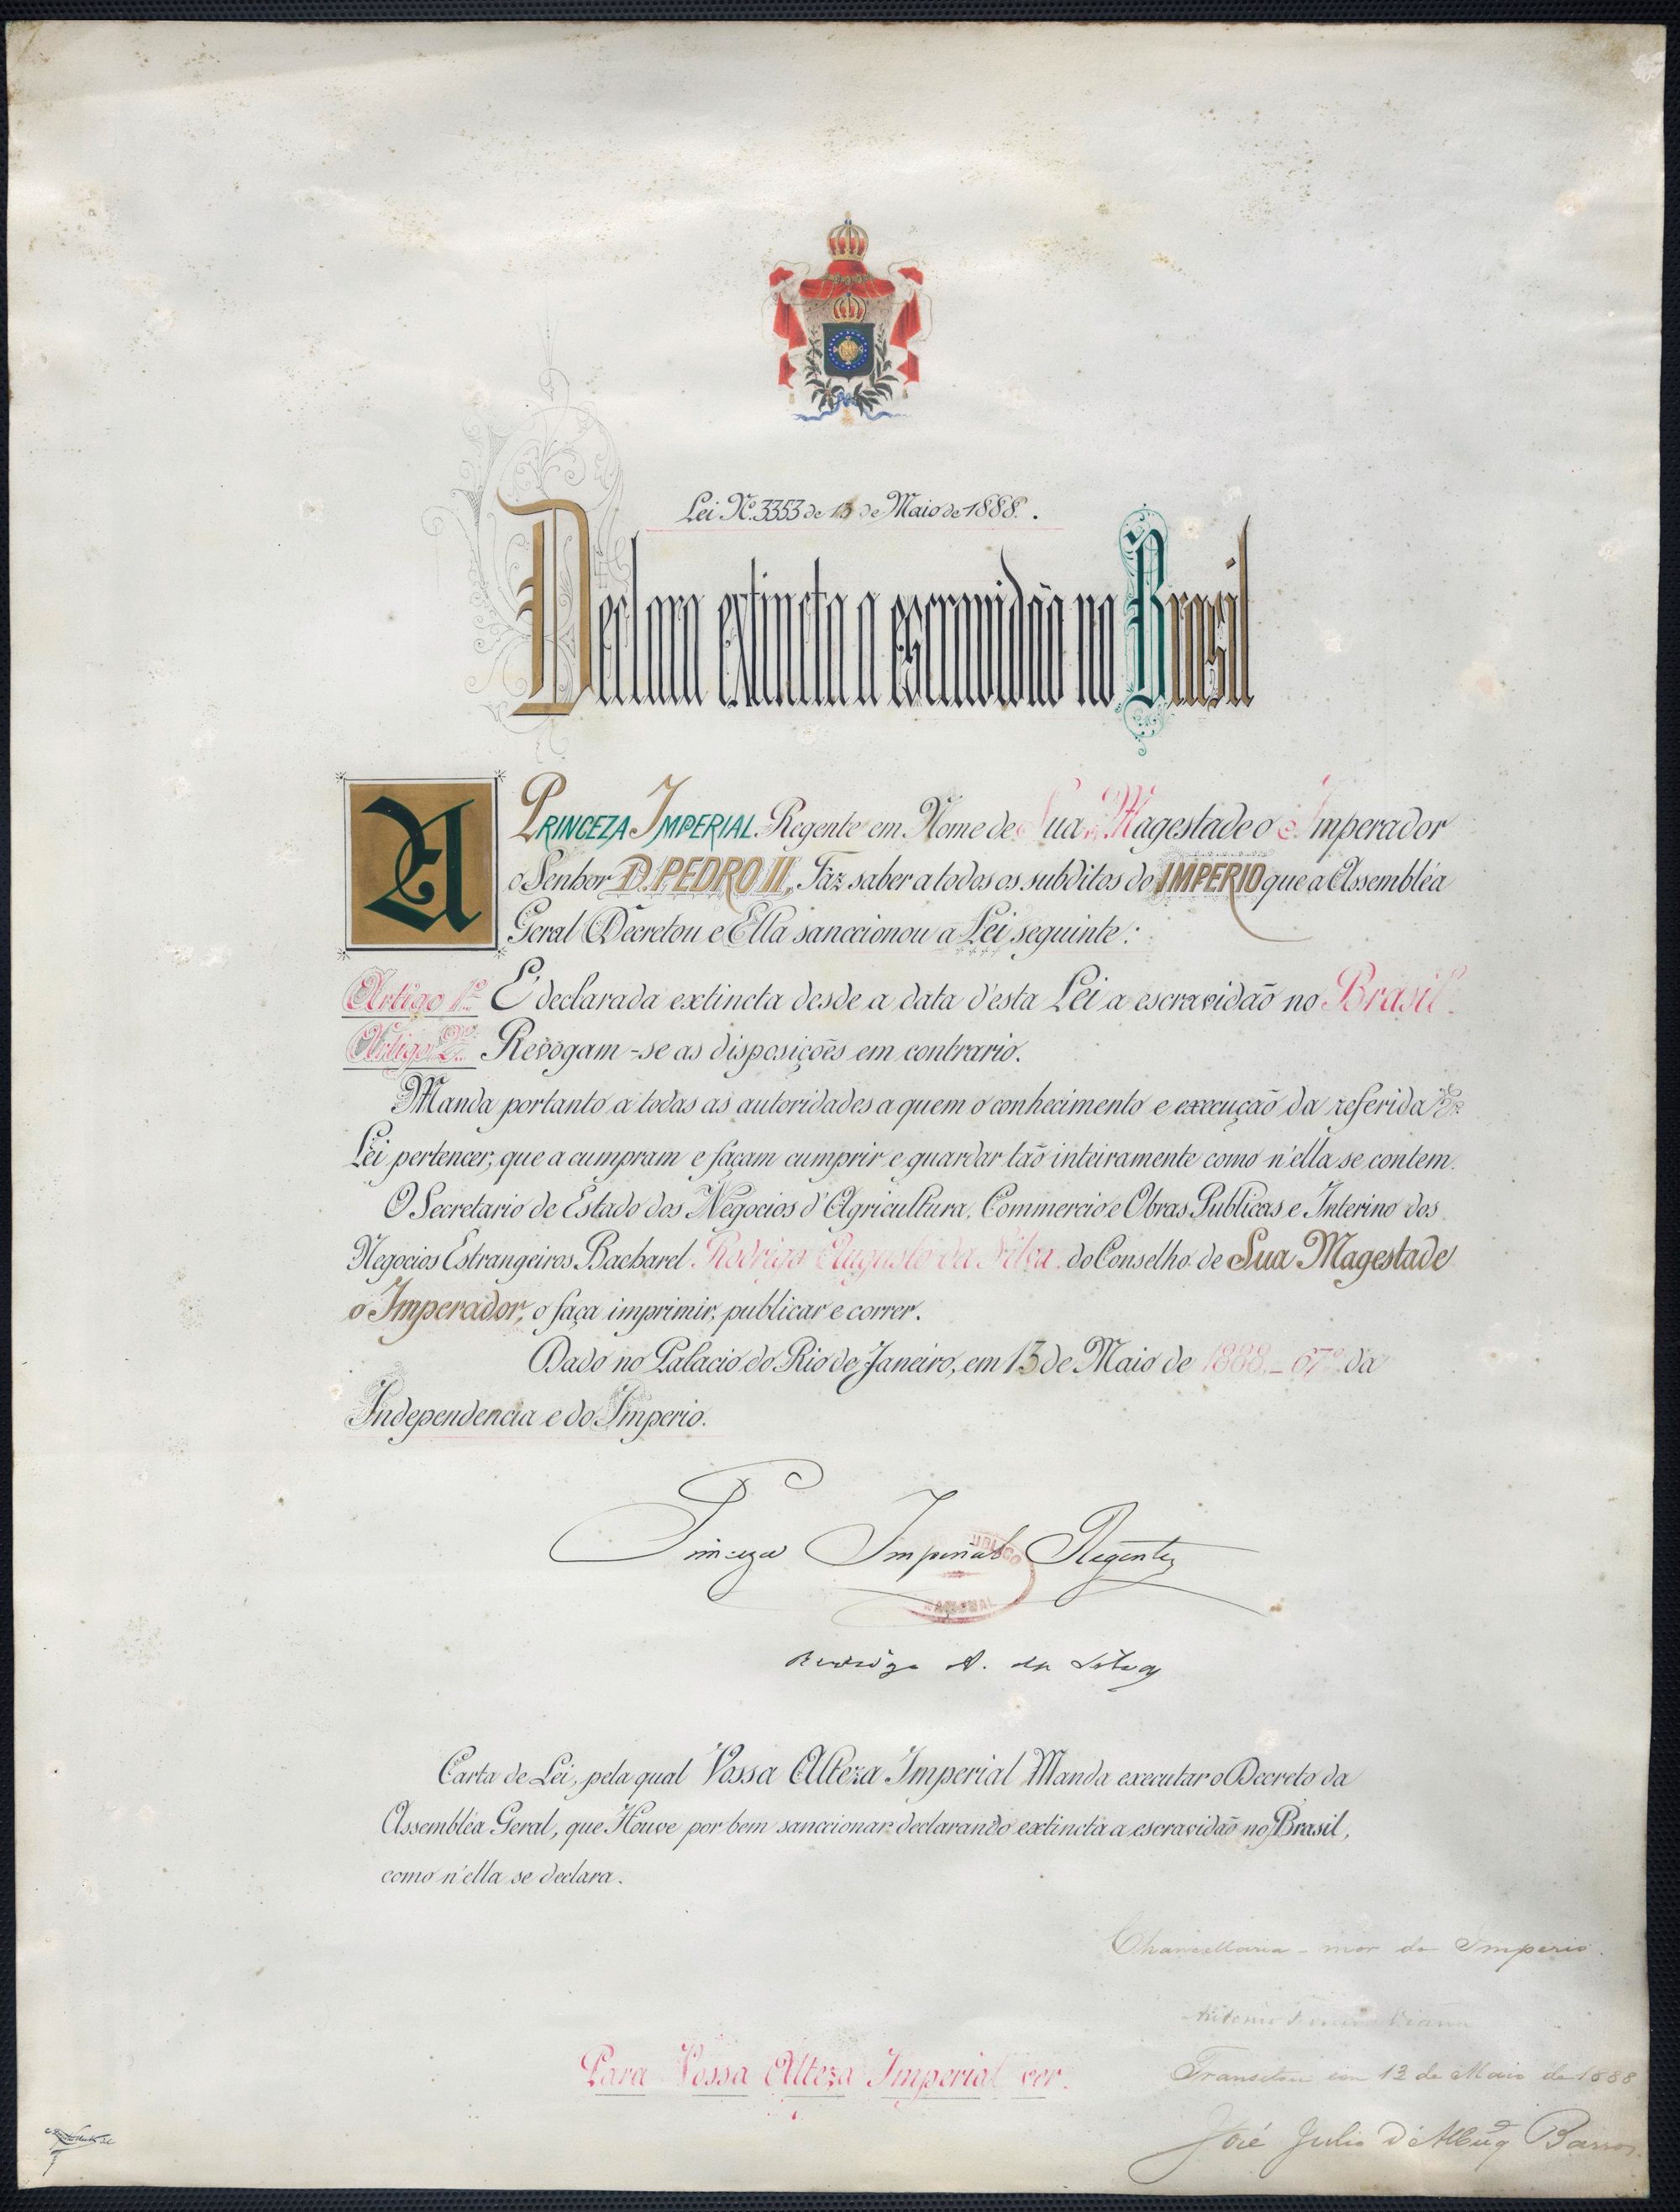 Lei Nº 3353 de 13 de Maio de 1888.
Declara extincta a escravidão no Brasil
A PRINCEZA IMPERIAL Regente em Nome de Sua Magestade o Imperador
o Senhor D. PEDRO II, Faz saber a todos os subditos do IMPERIO que a Assembléa
Geral Decretou e Ella sanccionou a Lei seguinte:
Artigo 1º É declarada extincta desde a data d'esta Lei a escravidão no Brasil.
Artigo 2º Revogam-se as disposições em contrario.
Manda portanto a todas as autoridades a quem o conhecimento e execução da referida
Lei pertencer, que a cumpram e façam cumprir e guardar tão inteiramente como n'ella se contem.
O Secretario de Estado dos Negocios d'Agricultura, Commercio e Obras Publicas e Interino dos
Negocios Estrangeiros Bacharel Rodrigo Augusto da Silva do Conselho de Sua Magestade
o Imperador, o faça imprimir, publicar e correr.
Dado no Palacio do Rio de Janeiro, em 13 de Maio de 1888.- 67º da
Independencia e do Imperio.
Princeza Imperial Regente
Rodrigo A. da Silva
Carta de Lei, pela qual Vossa Alteza Imperial Manda executar o Decreto da
Assembléa Geral, que Houve por bem sanccionar declarando extincta a escravidão no Brasil,
como n'ella se declara.
Chancellaria-mor do Imperio.
Antonio Ferreira Vianna
Para Vossa Alteza Imperial ver.
Transitou em 13 de Maio de 1888
José Julio d'Albuqº Barros